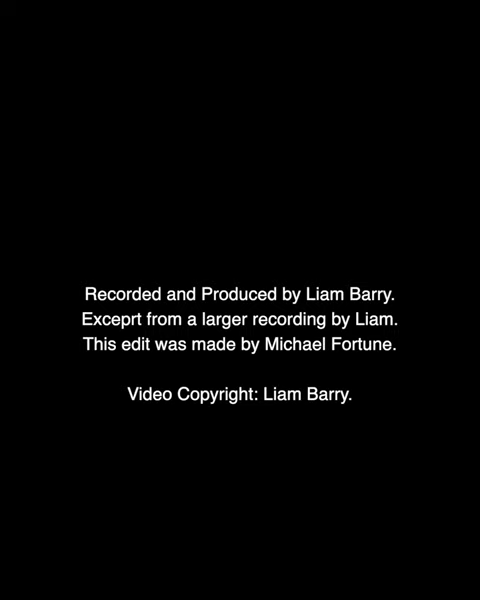 Recorded and Produced by Liam Barry.
Exceprt from a larger recording by Liam.
This edit was made by Michael Fortune.
Video Copyright: Liam Barry.